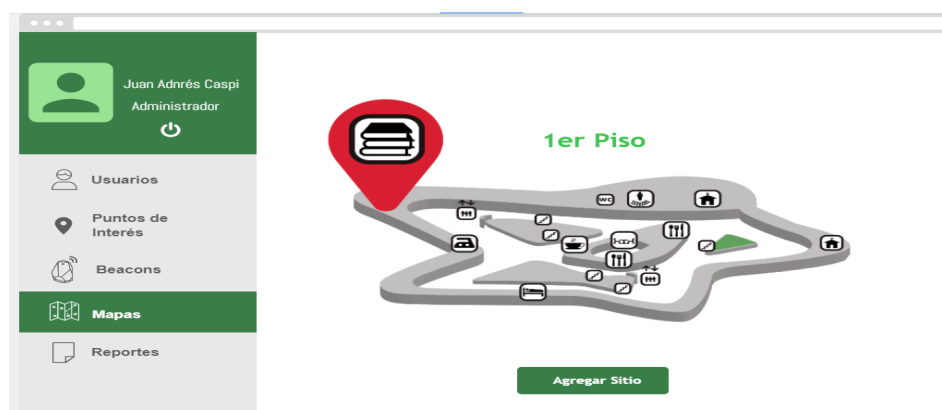 Juan Adnrés Caspi
Administrador
Usuarios
Puntos de
Interés
Beacons
Mapas
Reportes
1er Piso
WC
Agregar Sitio